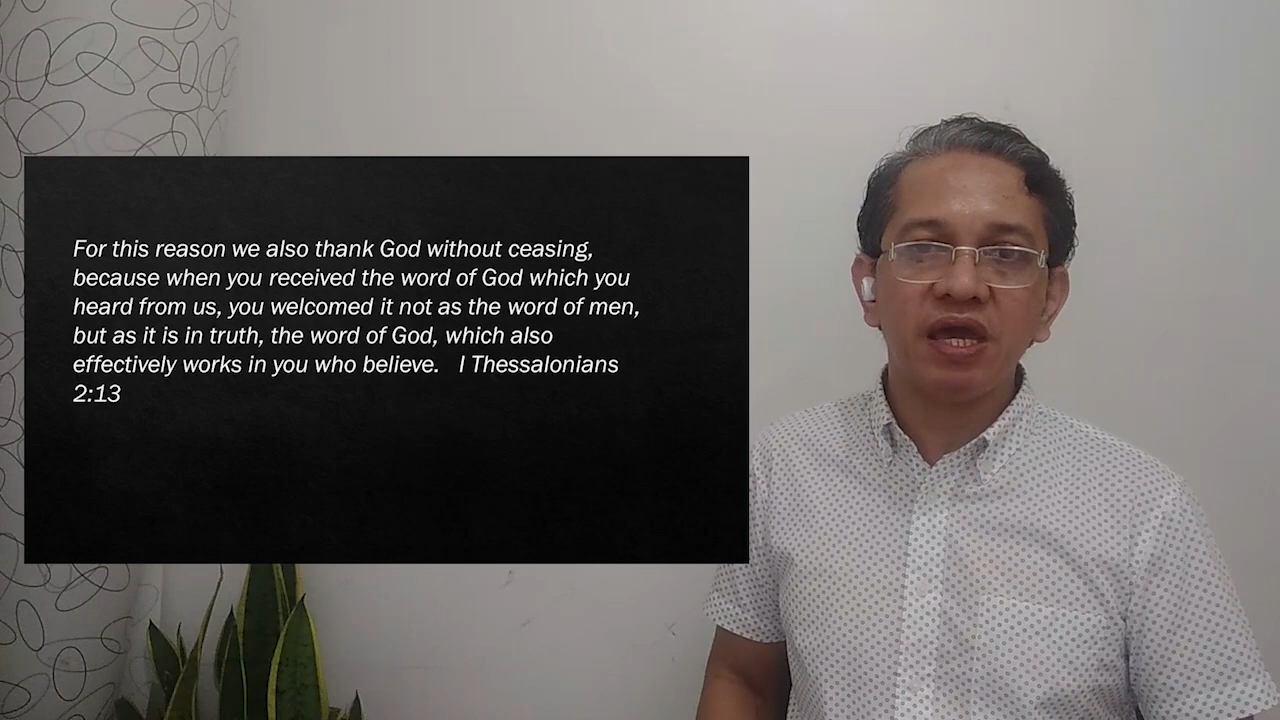 For this reason we also thank God without ceasing,
because when you received the word of God which you
heard from us, you welcomed it not as the word of men,
but as it is in truth, the word of God, which also
effectively works in you who believe.   I Thessalonians
2:13